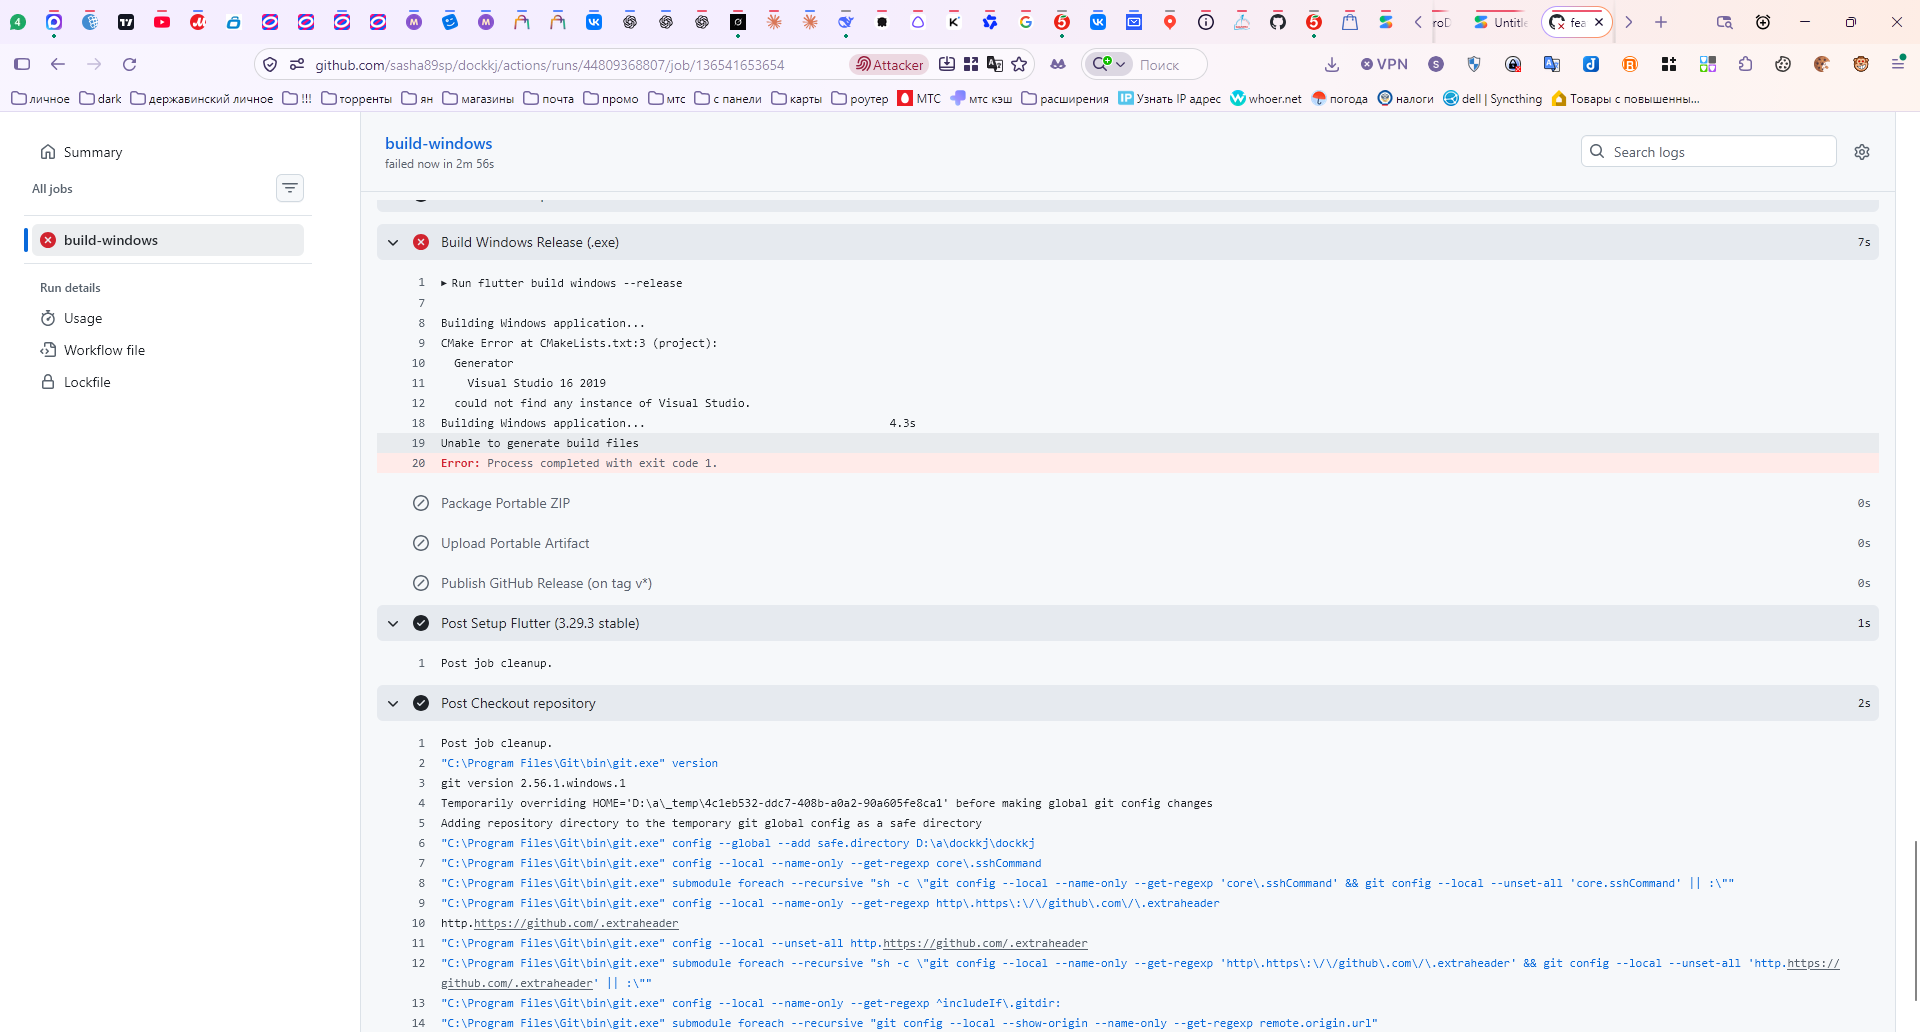 4
roD
Untitle
fea
github.com/sasha89sp/dockkj/actions/runs/44809368807/job/136541653654
Attacker
Поиск
VPN
личное
dark
державинский личное
!!!
торренты
ян
магазины
почта
промо
мтс
с панели
карты
роутер
МТС
мтс кэш
расширения
IP Узнать IP адрес
whoer.net
погода
налоги
dell | Syncthing
Товары с повышенны...
Summary
All jobs
build-windows
Run details
Usage
Workflow file
Lockfile
build-windows
failed now in 2m 56s
Search logs
Build Windows Release (.exe) 7s
1 Run flutter build windows --release
7
8 Building Windows application...
9 CMake Error at CMakeLists.txt:3 (project):
10 Generator
11 Visual Studio 16 2019
12 could not find any instance of Visual Studio.
18 Building Windows application... 4.3s
19 Unable to generate build files
20 Error: Process completed with exit code 1.
Package Portable ZIP 0s
Upload Portable Artifact 0s
Publish GitHub Release (on tag v*) 0s
Post Setup Flutter (3.29.3 stable) 1s
1 Post job cleanup.
Post Checkout repository 2s
1 Post job cleanup.
2 "C:\Program Files\Git\bin\git.exe" version
3 git version 2.56.1.windows.1
4 Temporarily overriding HOME='D:\a\_temp\4c1eb532-ddc7-408b-a0a2-90a605fe8ca1' before making global git config changes
5 Adding repository directory to the temporary git global config as a safe directory
6 "C:\Program Files\Git\bin\git.exe" config --global --add safe.directory D:\a\dockkj\dockkj
7 "C:\Program Files\Git\bin\git.exe" config --local --name-only --get-regexp core\.sshCommand
8 "C:\Program Files\Git\bin\git.exe" submodule foreach --recursive "sh -c \"git config --local --name-only --get-regexp 'core\.sshCommand' && git config --local --unset-all 'core.sshCommand' || :\""
9 "C:\Program Files\Git\bin\git.exe" config --local --name-only --get-regexp http\.https\:\/\/github\.com\/\.extraheader
10 http.https://github.com/.extraheader
11 "C:\Program Files\Git\bin\git.exe" config --local --unset-all http.https://github.com/.extraheader
12 "C:\Program Files\Git\bin\git.exe" submodule foreach --recursive "sh -c \"git config --local --name-only --get-regexp 'http\.https\:\/\/github\.com\/\.extraheader' && git config --local --unset-all 'http.https://
github.com/.extraheader' || :\""
13 "C:\Program Files\Git\bin\git.exe" config --local --name-only --get-regexp ^includeIf\.gitdir:
14 "C:\Program Files\Git\bin\git.exe" submodule foreach --recursive "git config --local --show-origin --name-only --get-regexp remote.origin.url"